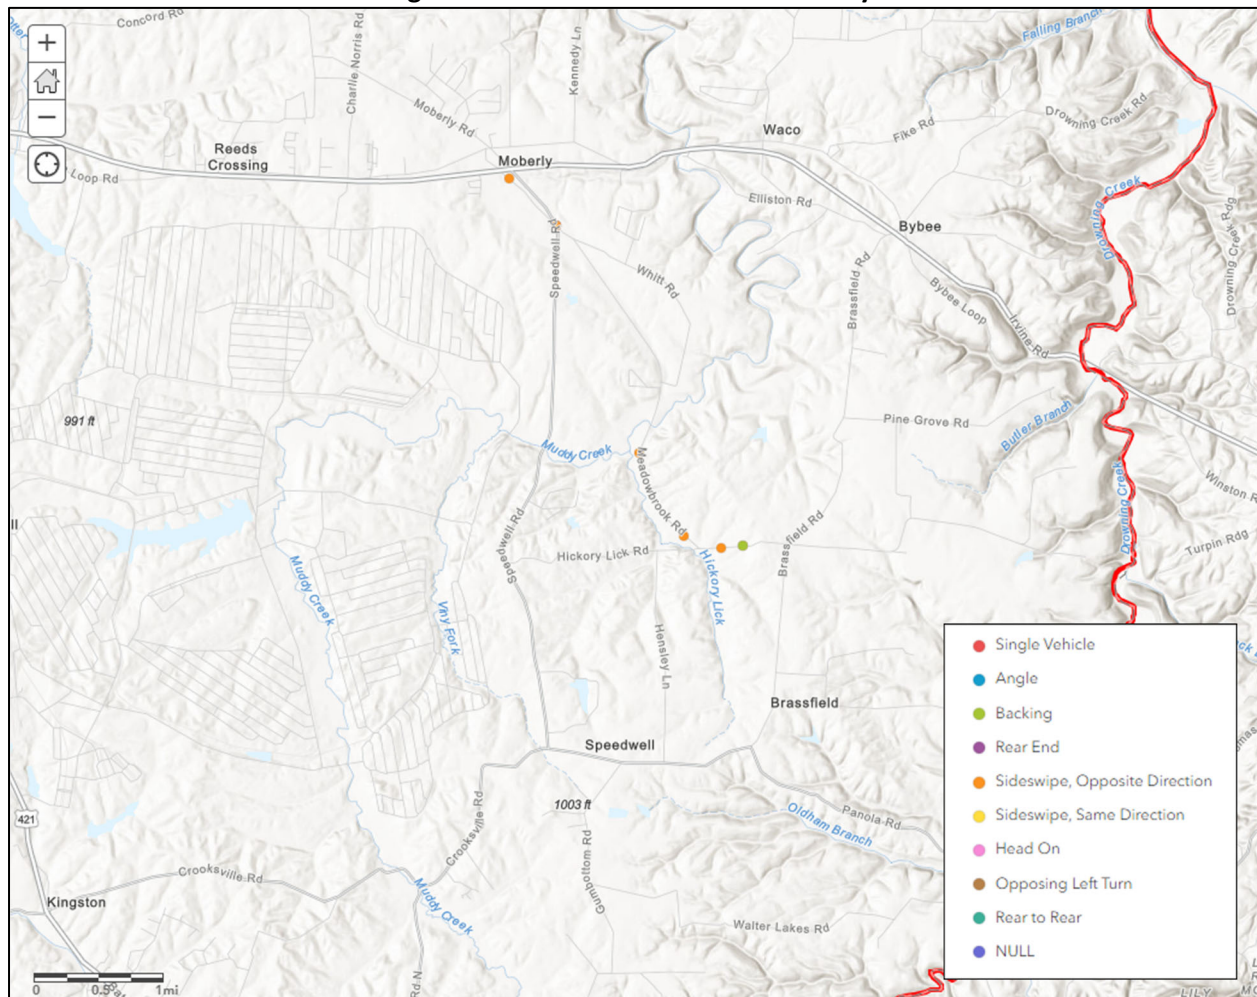 Concord Rd
Charlie Norris Rd
Kennedy Ln
Falling Branch
Moberly Rd
Waco
Fike Rd
Drowning Creek Rd
Reeds
Crossing
Moberly
Loop Rd
Elliston Rd
Bybee
Drowning Creek
Drowning Creek Rdg
Speedwell Rd
Whitt Rd
Brassfield Rd
Bybee Loop
Irvine Rd
991 ft
Pine Grove Rd
Butler Branch
Muddy Creek
Meadowbrook Rd
Winston R
ll
Speedwell Rd
Hickory Lick Rd
Brassfield Rd
Drowning Creek
Turpin Rdg
Muddy Creek
Viny Fork
Hickory Lick
Hensley Ln
Brassfield
Speedwell
1003 ft
Panola Rd
Oldham Branch
421
Crooksville Rd
Gumbottom Rd
Crooksville Rd
Kingston
Muddy Creek
Walter Lakes Rd
Rd N
0 0.5 1mi
Single Vehicle
Angle
Backing
Rear End
Sideswipe, Opposite Direction
Sideswipe, Same Direction
Head On
Opposing Left Turn
Rear to Rear
NULL
LILY